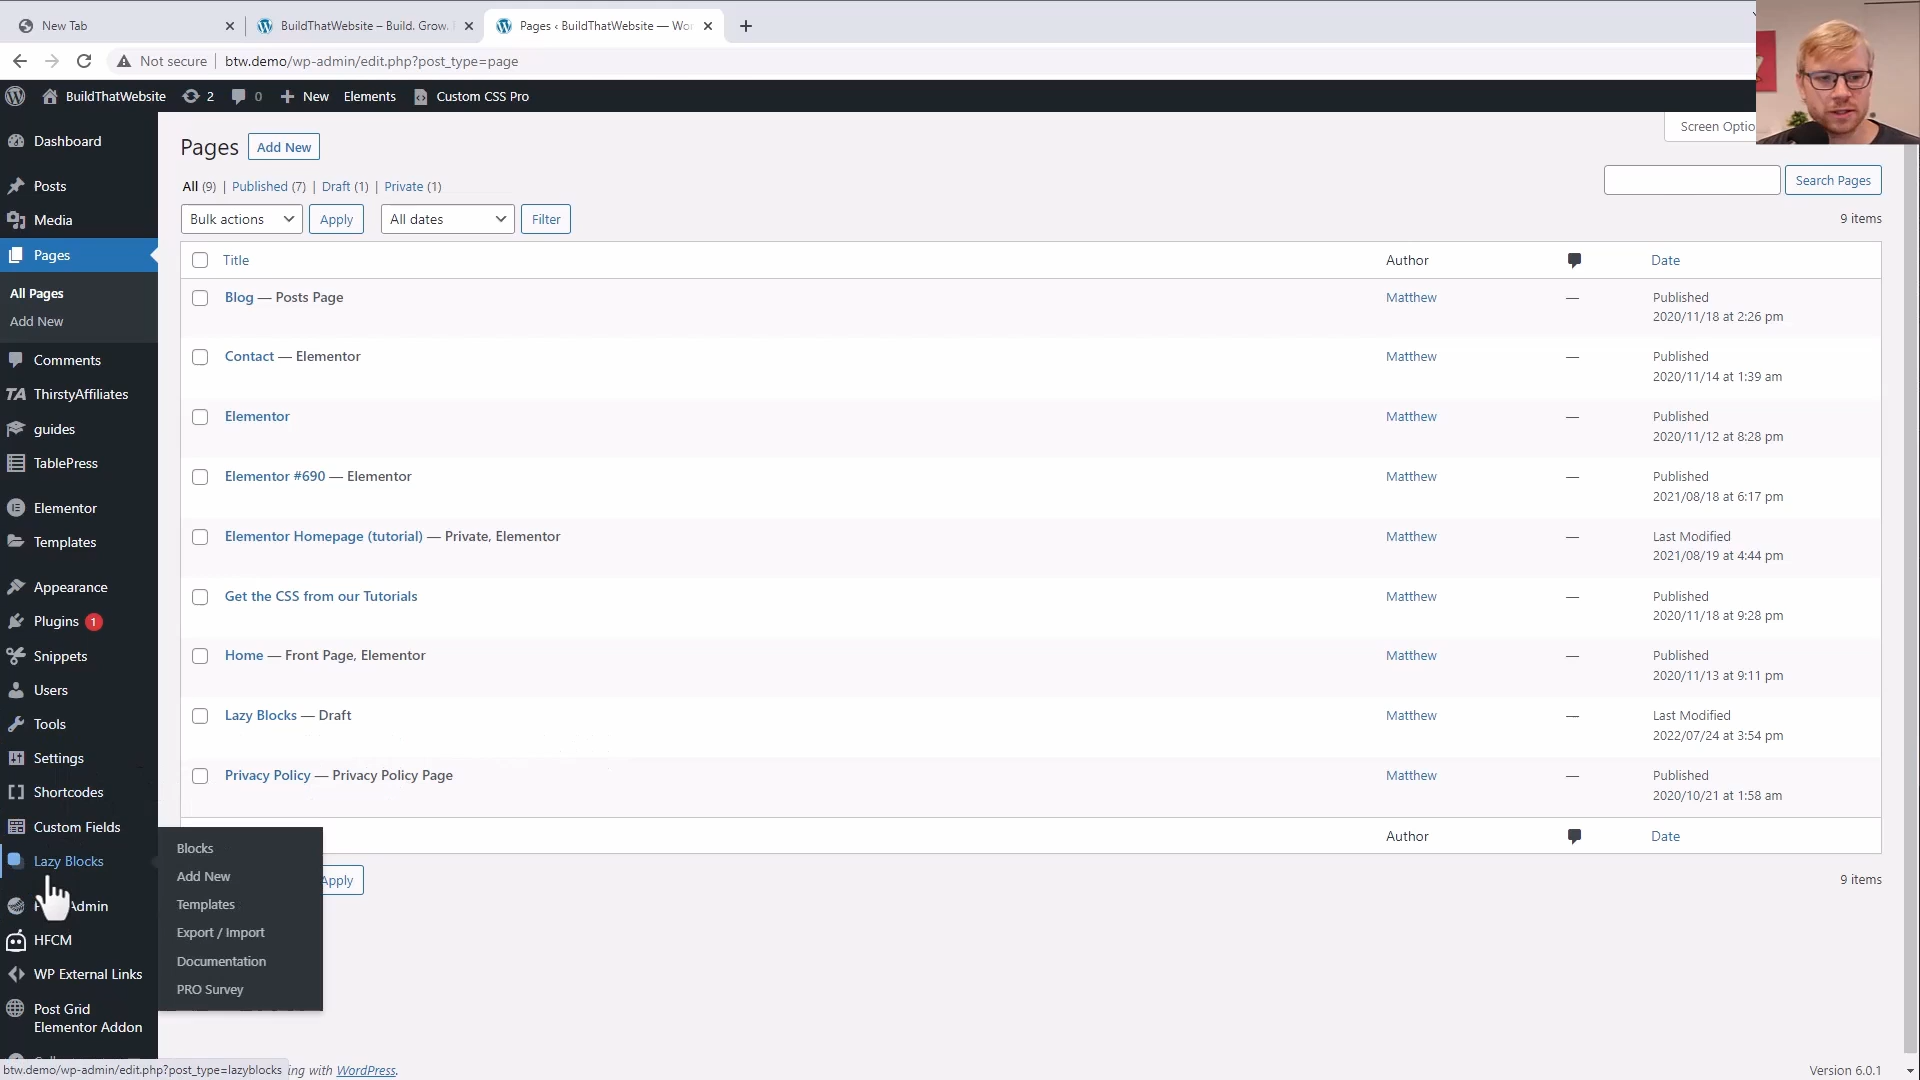 New Tab
BuildThatWebsite – Build. Grow.
Pages ‹ BuildThatWebsite — Wor
Not secure
btw.demo/wp-admin/edit.php?post_type=page
BuildThatWebsite
2
0
New
Elements
Custom CSS Pro
Dashboard
Posts
Media
Pages
All Pages
Add New
Comments
TA ThirstyAffiliates
guides
TablePress
Elementor
Templates
Appearance
Plugins 1
Snippets
Users
Tools
Settings
Shortcodes
Custom Fields
Lazy Blocks
Admin
HFCM
WP External Links
Post Grid
Elementor Addon
Blocks
Add New
Templates
Export / Import
Documentation
PRO Survey
Pages
Add New
Screen Optio
All (9) | Published (7) | Draft (1) | Private (1)
Search Pages
Bulk actions
Apply
All dates
Filter
9 items
Title
Author
Date
Blog — Posts Page
Matthew
—
Published
2020/11/18 at 2:26 pm
Contact — Elementor
Matthew
—
Published
2020/11/14 at 1:39 am
Elementor
Matthew
—
Published
2020/11/12 at 8:28 pm
Elementor #690 — Elementor
Matthew
—
Published
2021/08/18 at 6:17 pm
Elementor Homepage (tutorial) — Private, Elementor
Matthew
—
Last Modified
2021/08/19 at 4:44 pm
Get the CSS from our Tutorials
Matthew
—
Published
2020/11/18 at 9:28 pm
Home — Front Page, Elementor
Matthew
—
Published
2020/11/13 at 9:11 pm
Lazy Blocks — Draft
Matthew
—
Last Modified
2022/07/24 at 3:54 pm
Privacy Policy — Privacy Policy Page
Matthew
—
Published
2020/10/21 at 1:58 am
Author
Date
Apply
9 items
btw.demo/wp-admin/edit.php?post_type=lazyblocks
ing with WordPress.
Version 6.0.1